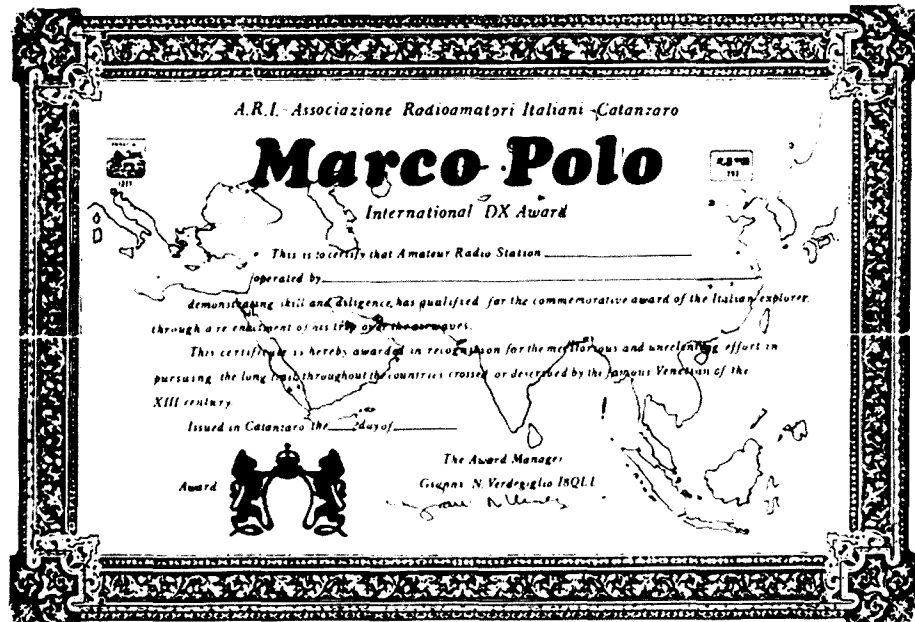 A.R.I.-Associazione Radioamatori Italiani-Catanzaro
Marco Polo
International DX Award
This is to certify that Amateur Radio Station
operated by
demonstrating skill and diligence, has qualified for the commemorative award of the Italian explorer,
through a re enactment of his trip over the airwaves.
This certificate is hereby awarded in recognition for the meritorious and unrelenting effort in
pursuing the long trail throughout the countries crossed or described by the famous Venetian of the
XIII century
Issued in Catanzaro the day of
The Award Manager
Award
N. Verdegiglio I8QLL